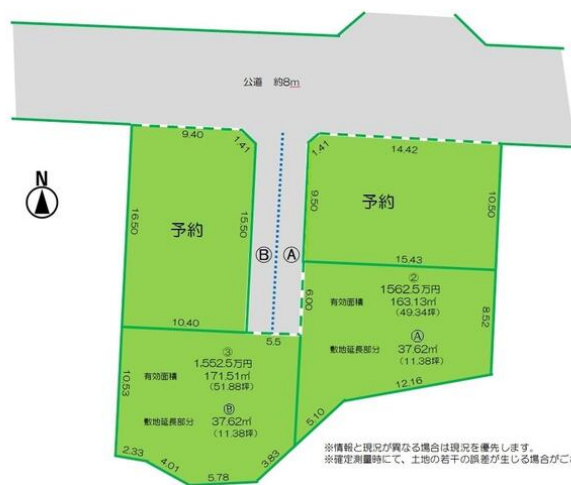 公道 約8m
9.40
1.41
1.41
14.42
N
16.50
予約
15.50
9.50
予約
10.50
Ⓑ
Ⓐ
15.43
10.40
5.5
6.00
②
1562.5万円
有効面積 163.13㎡
(49.34坪)
8.52
Ⓐ
敷地延長部分 37.62㎡
(11.38坪)
12.16
③
1,552.5万円
有効面積 171.51㎡
(51.88坪)
10.53
Ⓑ
敷地延長部分 37.62㎡
(11.38坪)
5.10
2.33
4.01
5.78
3.83
※情報と現況が異なる場合は現況を優先します。
※確定測量時にて、土地の若干の誤差が生じる場合がご